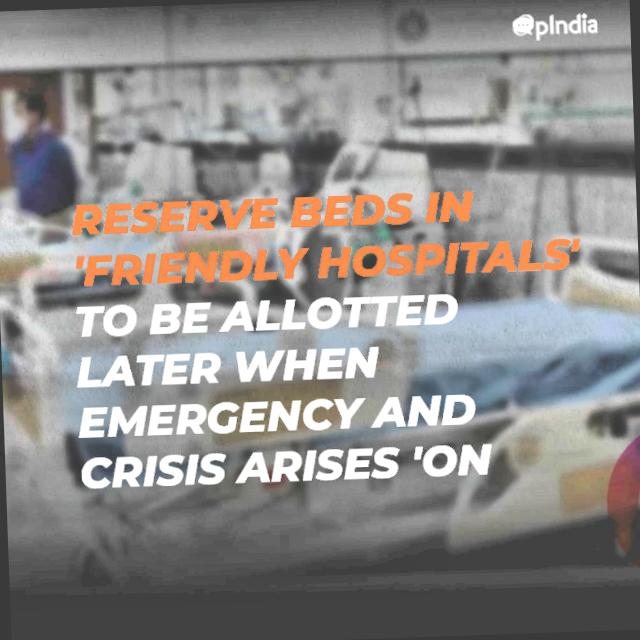 OpIndia
RESERVE BEDS IN
'FRIENDLY HOSPITALS'
TO BE ALLOTTED
LATER WHEN
EMERGENCY AND
CRISIS ARISES 'ON